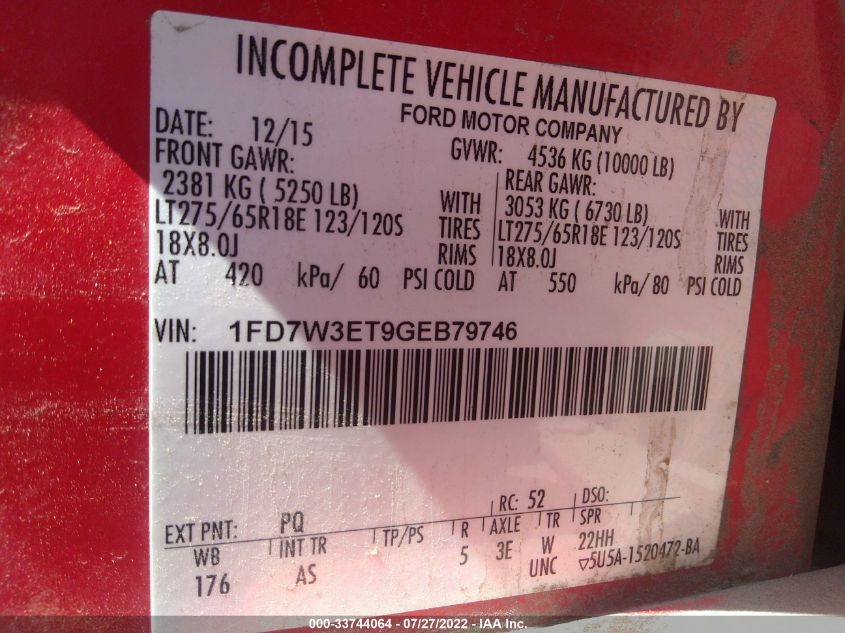 INCOMPLETE VEHICLE MANUFACTURED BY
FORD MOTOR COMPANY
DATE: 12/15 GVWR: 4536 KG (10000 LB)
FRONT GAWR: REAR GAWR:
2381 KG ( 5250 LB) WITH 3053 KG ( 6730 LB) WITH
LT275/65R18E 123/120S TIRES LT275/65R18E 123/120S TIRES
18X8.0J RIMS 18X8.0J RIMS
AT 420 kPa/ 60 PSI COLD AT 550 kPa/ 80 PSI COLD
VIN: 1FD7W3ET9GEB79746
EXT PNT: PQ RC: 52 DSO:
WB INT TR TP/PS R AXLE TR SPR
176 AS 5 3E W 22HH
UNC ▽5U5A-1520472-BA
000-33744064 - 07/27/2022 - IAA Inc.